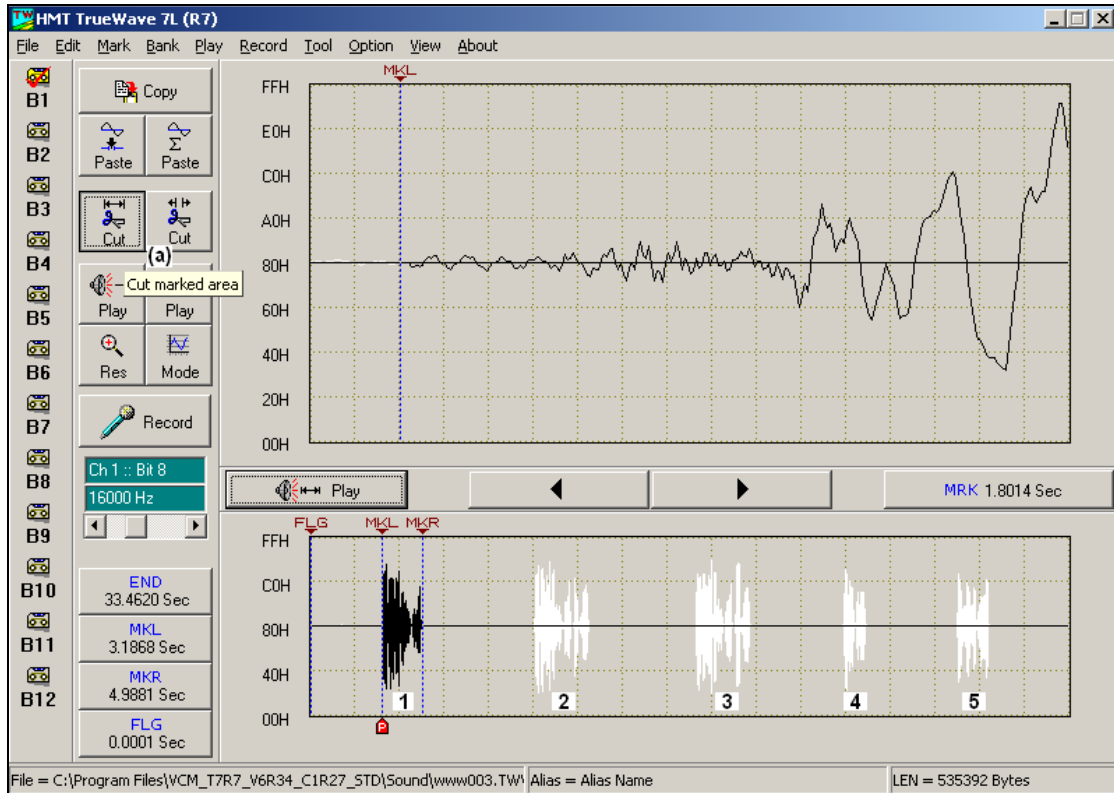 HMT TrueWave 7L (R7)
File Edit Mark Bank Play Record Tool Option View About
B1
B2
B3
B4
B5
B6
B7
B8
B9
B10
B11
B12
Copy
Paste Paste
Cut Cut
(a)
Cut marked area
Play Play
Res Mode
Record
Ch 1 :: Bit 8
16000 Hz
END
33.4620 Sec
MKL
3.1868 Sec
MKR
4.9881 Sec
FLG
0.0001 Sec
MKL
FFH
E0H
C0H
A0H
80H
60H
40H
20H
00H
Play
MRK 1.8014 Sec
FLG MKL MKR
FFH
C0H
80H
40H
00H
1 2 3 4 5
P
File = C:\Program Files\VCM_T7R7_V6R34_C1R27_STD\Sound\www003.TW Alias = Alias Name LEN = 535392 Bytes